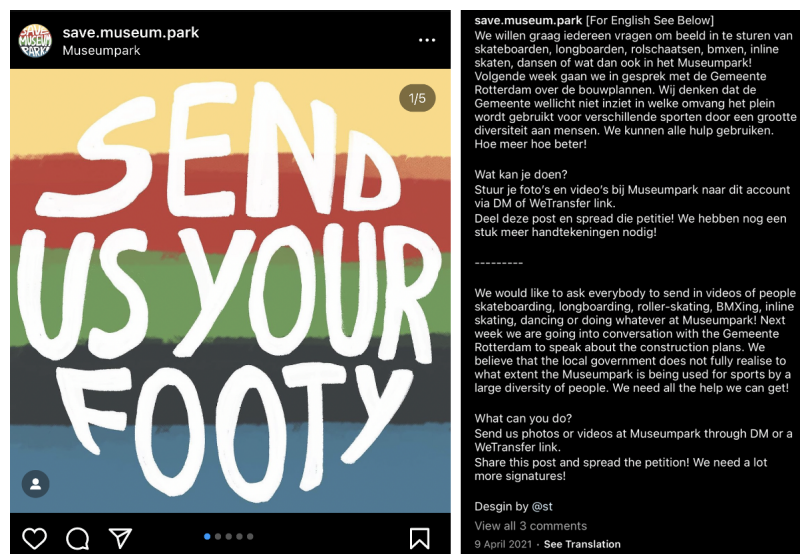 save.museum.park
Museumpark
SAVE
MUSEUM
PARK
1/5
SEND
US YOUR
FOOTY
save.museum.park [For English See Below]
We willen graag iedereen vragen om beeld in te sturen van
skateboarden, longboarden, rolschaatsen, bmxen, inline
skaten, dansen of wat dan ook in het Museumpark!
Volgende week gaan we in gesprek met de Gemeente
Rotterdam over de bouwplannen. Wij denken dat de
Gemeente wellicht niet inziet in welke omvang het plein
wordt gebruikt voor verschillende sporten door een grootte
diversiteit aan mensen. We kunnen alle hulp gebruiken.
Hoe meer hoe beter!
Wat kan je doen?
Stuur je foto's en video's bij Museumpark naar dit account
via DM of WeTransfer link.
Deel deze post en spread die petitie! We hebben nog een
stuk meer handtekeningen nodig!
---------
We would like to ask everybody to send in videos of people
skateboarding, longboarding, roller-skating, BMXing, inline
skating, dancing or doing whatever at Museumpark! Next
week we are going into conversation with the Gemeente
Rotterdam to speak about the construction plans. We
believe that the local government does not fully realise to
what extent the Museumpark is being used for sports by a
large diversity of people. We need all the help we can get!
What can you do?
Send us photos or videos at Museumpark through DM or a
WeTransfer link.
Share this post and spread the petition! We need a lot
more signatures!
Desgin by @st
View all 3 comments
9 April 2021 · See Translation